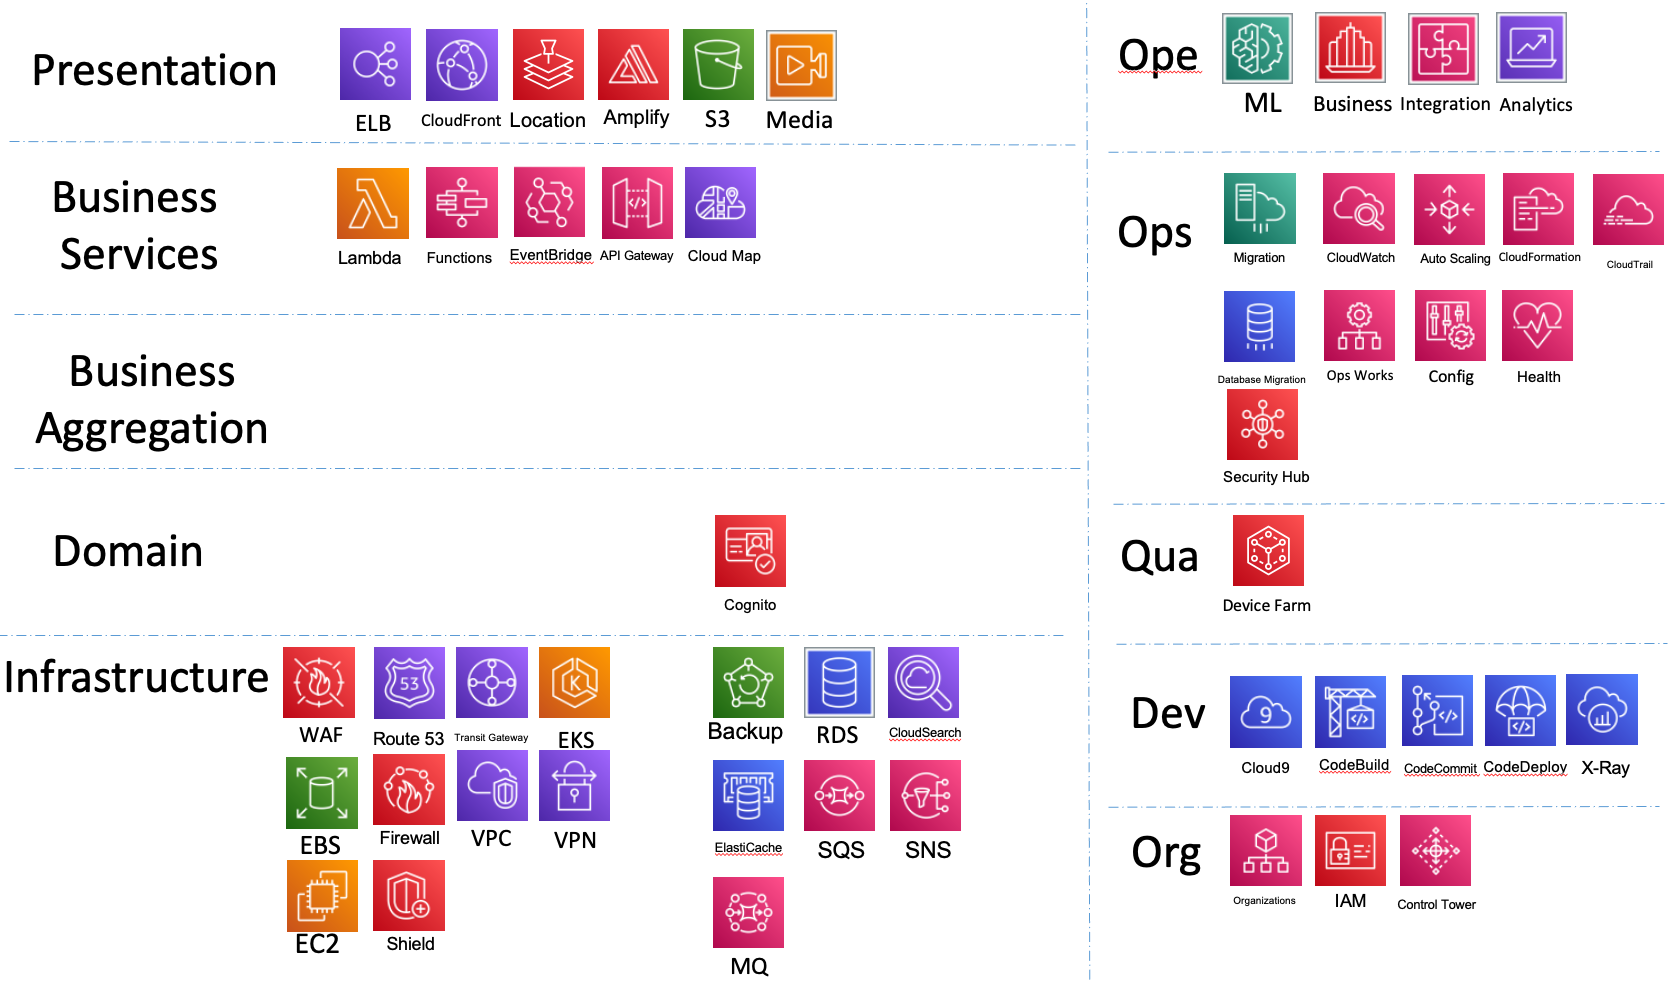 Presentation
ELB
CloudFront
Location
Amplify
S3
Media
Business
Services
Lambda
Functions
EventBridge
API Gateway
Cloud Map
Business
Aggregation
Domain
Cognito
Infrastructure
WAF
53
Route 53
Transit Gateway
K
EKS
EBS
Firewall
VPC
VPN
EC2
Shield
Backup
RDS
CloudSearch
ElastiCache
SQS
SNS
MQ
Ope
ML
Business
Integration
Analytics
Ops
Migration
CloudWatch
Auto Scaling
CloudFormation
CloudTrail
Database Migration
Ops Works
Config
Health
Security Hub
Qua
Device Farm
Dev
9
Cloud9
CodeBuild
CodeCommit
CodeDeploy
X-Ray
Org
Organizations
IAM
Control Tower